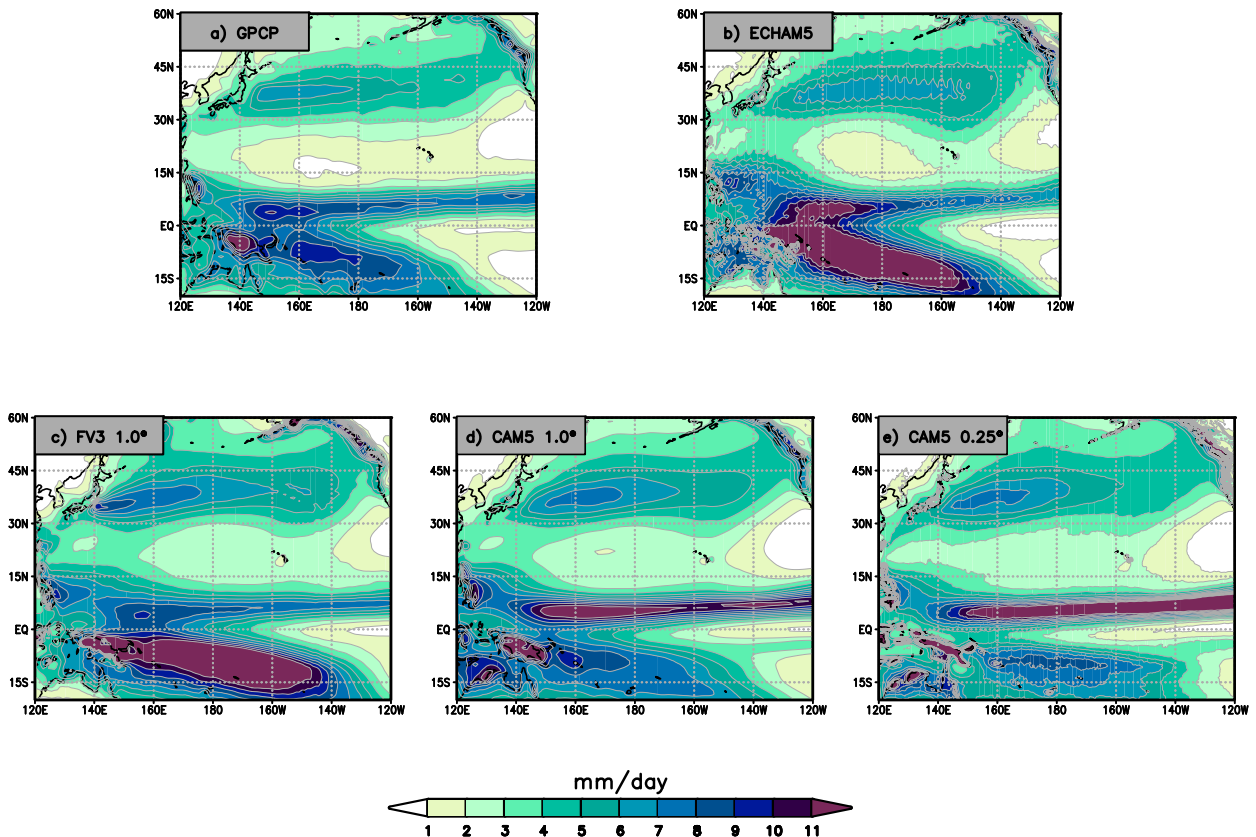 a) GPCP
60N
45N
30N
15N
EQ
15S
120E 140E 160E 180 160W 140W 120W
b) ECHAM5
60N
45N
30N
15N
EQ
15S
120E 140E 160E 180 160W 140W 120W
c) FV3 1.0°
60N
45N
30N
15N
EQ
15S
120E 140E 160E 180 160W 140W 120W
d) CAM5 1.0°
60N
45N
30N
15N
EQ
15S
120E 140E 160E 180 160W 140W 120W
e) CAM5 0.25°
60N
45N
30N
15N
EQ
15S
120E 140E 160E 180 160W 140W 120W
mm/day
1 2 3 4 5 6 7 8 9 10 11